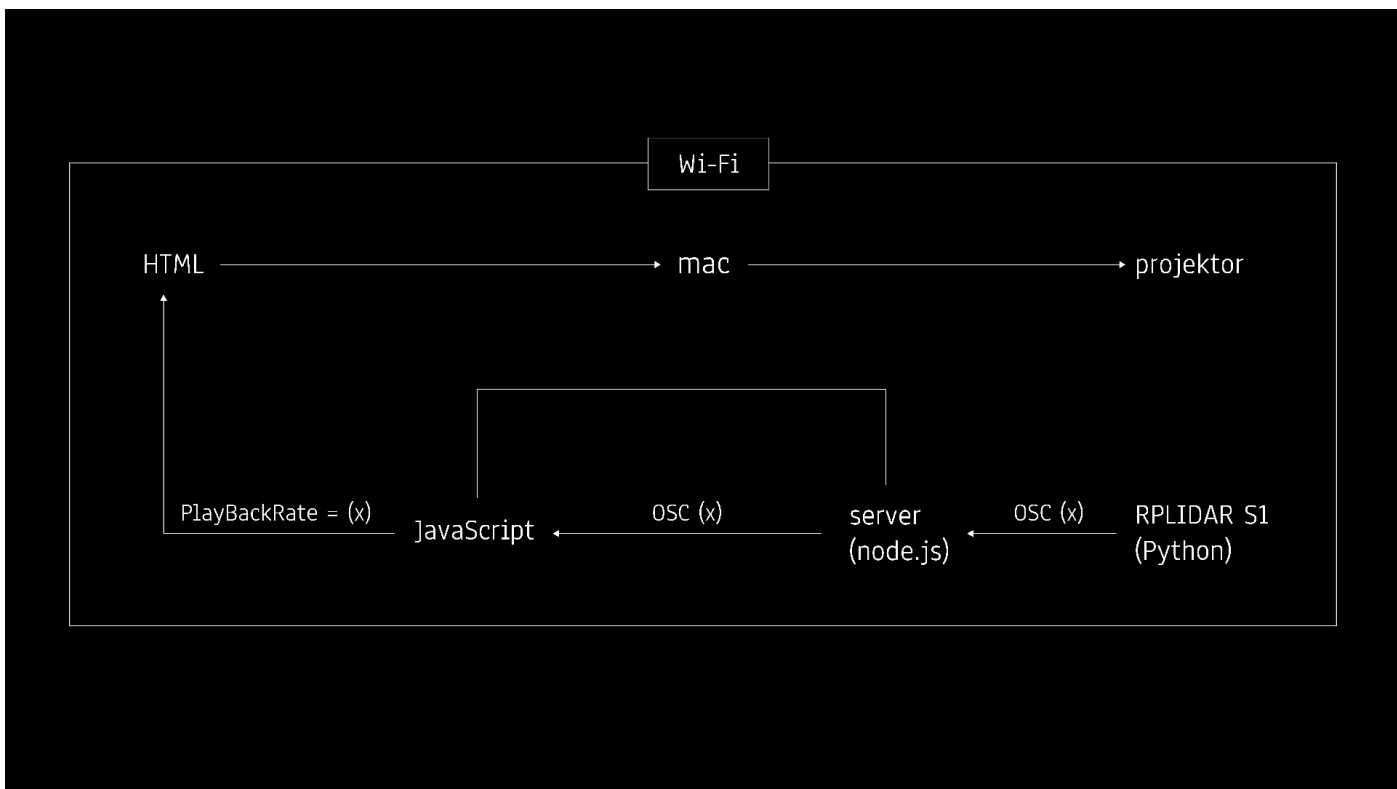 Wi-Fi
HTML
mac
projektor
PlayBackRate = (x)
JavaScript
OSC (x)
server
(node.js)
OSC (x)
RPLIDAR S1
(Python)